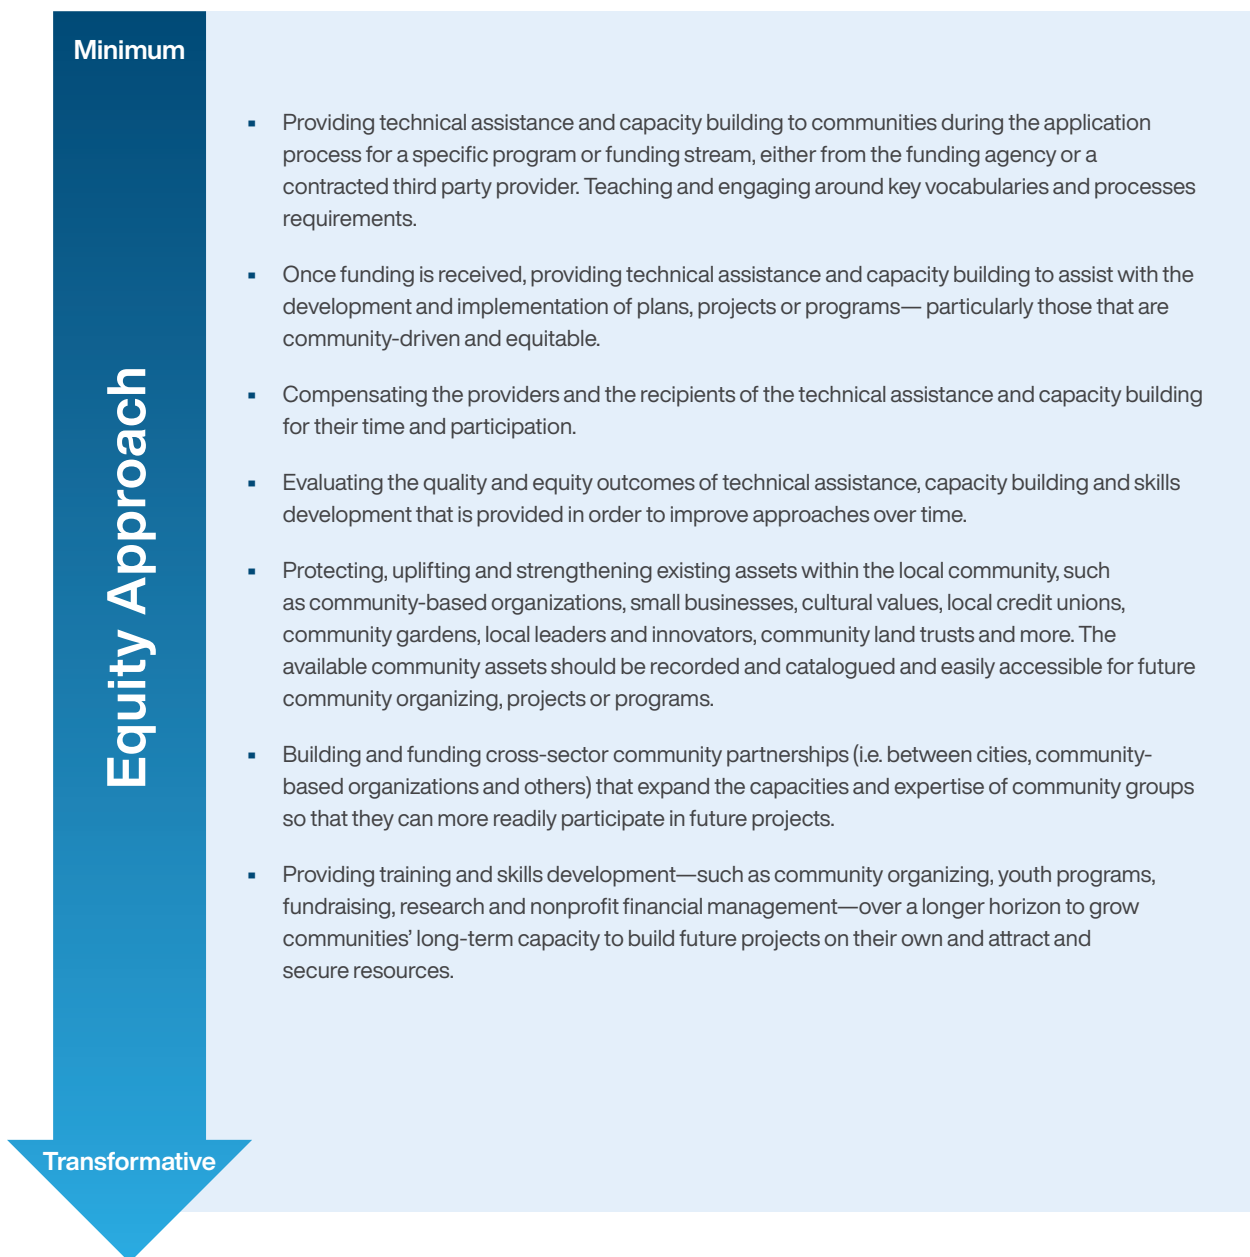 Minimum
Equity Approach
Transformative
▪ Providing technical assistance and capacity building to communities during the application
process for a specific program or funding stream, either from the funding agency or a
contracted third party provider. Teaching and engaging around key vocabularies and processes
requirements.
▪ Once funding is received, providing technical assistance and capacity building to assist with the
development and implementation of plans, projects or programs— particularly those that are
community-driven and equitable.
▪ Compensating the providers and the recipients of the technical assistance and capacity building
for their time and participation.
▪ Evaluating the quality and equity outcomes of technical assistance, capacity building and skills
development that is provided in order to improve approaches over time.
▪ Protecting, uplifting and strengthening existing assets within the local community, such
as community-based organizations, small businesses, cultural values, local credit unions,
community gardens, local leaders and innovators, community land trusts and more. The
available community assets should be recorded and catalogued and easily accessible for future
community organizing, projects or programs.
▪ Building and funding cross-sector community partnerships (i.e. between cities, community-
based organizations and others) that expand the capacities and expertise of community groups
so that they can more readily participate in future projects.
▪ Providing training and skills development—such as community organizing, youth programs,
fundraising, research and nonprofit financial management—over a longer horizon to grow
communities’ long-term capacity to build future projects on their own and attract and
secure resources.